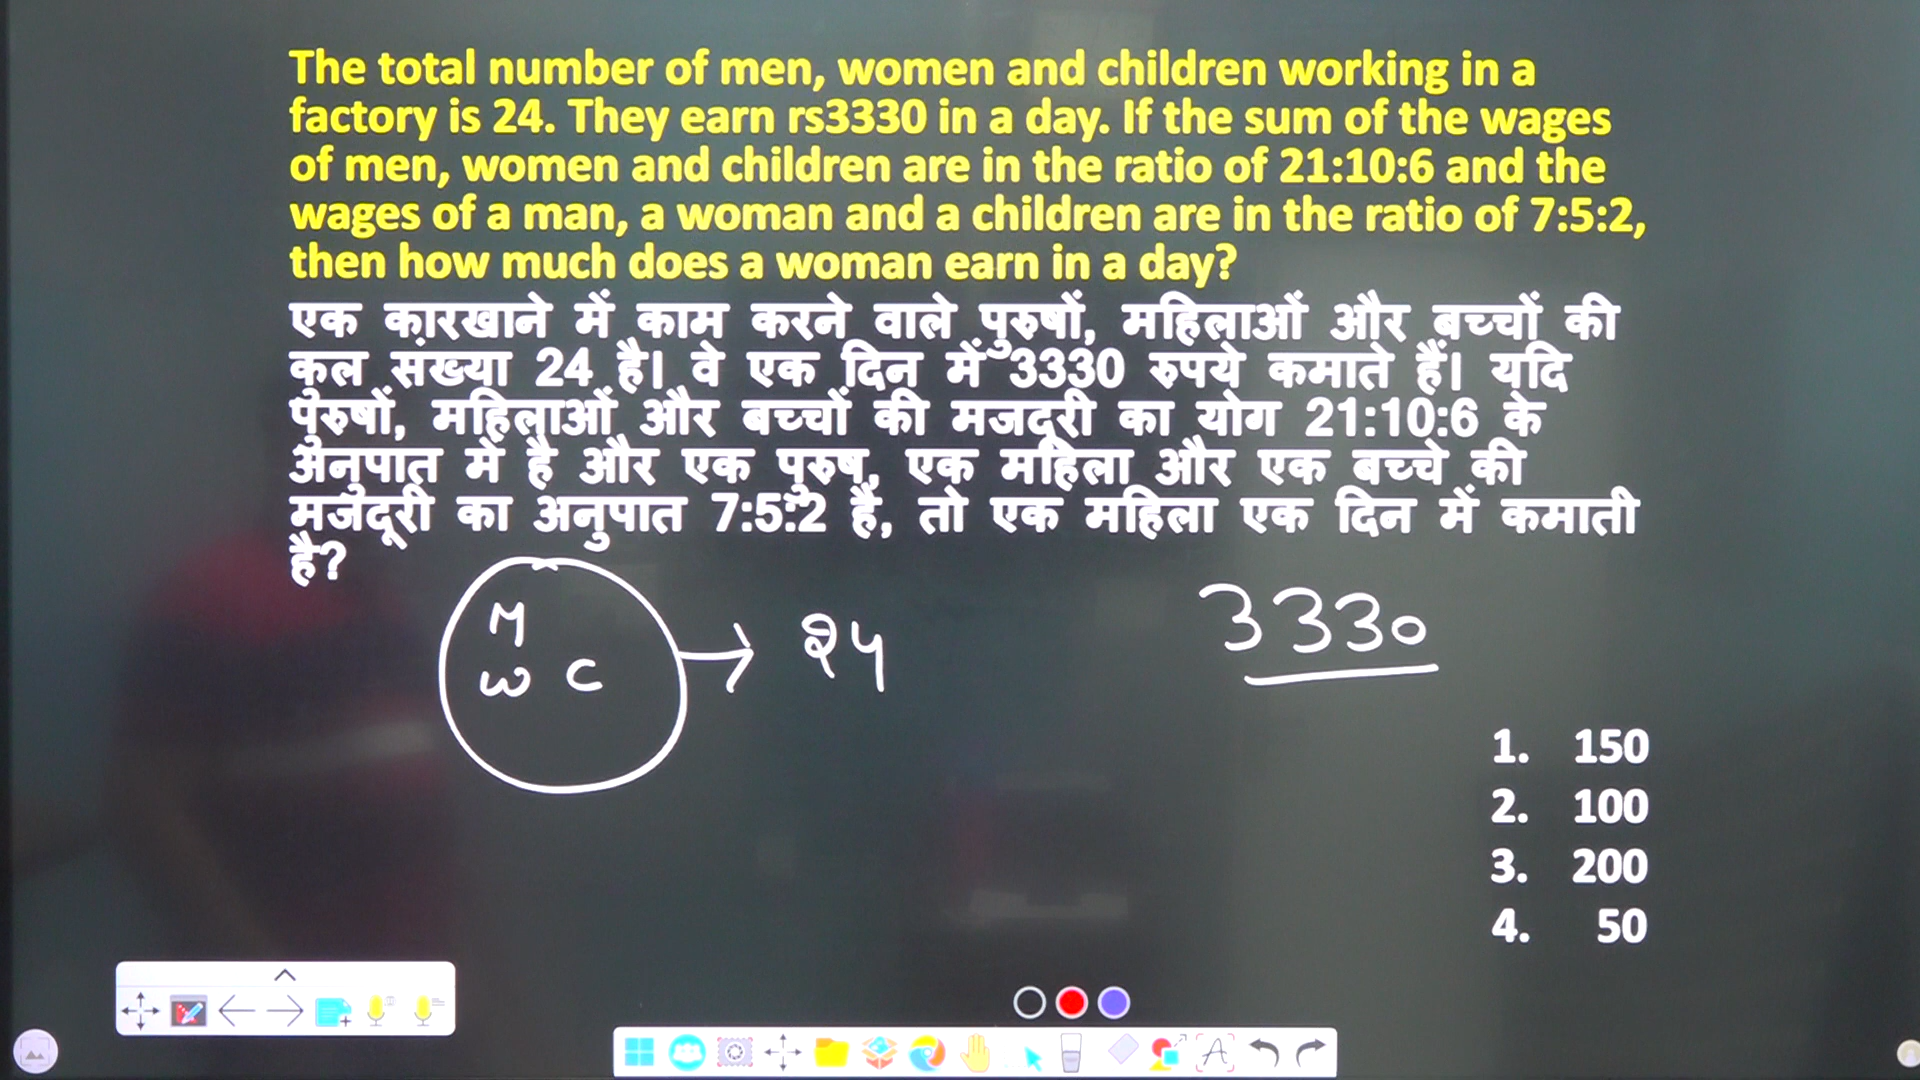 The total number of men, women and children working in a
factory is 24. They earn rs3330 in a day. If the sum of the wages
of men, women and children are in the ratio of 21:10:6 and the
wages of a man, a woman and a children are in the ratio of 7:5:2,
then how much does a woman earn in a day?
एक कारखाने में काम करने वाले पुरुषों, महिलाओं और बच्चों की
कुल संख्या 24 है। वे एक दिन में 3330 रुपये कमाते हैं। यदि
पुरुषों, महिलाओं और बच्चों की मजदूरी का योग 21:10:6 के
अनुपात में है और एक पुरुष, एक महिला और एक बच्चे की
मजदूरी का अनुपात 7:5:2 है, तो एक महिला एक दिन में कमाती
है?
M
W C
3330
1. 150
2. 100
3. 200
4. 50